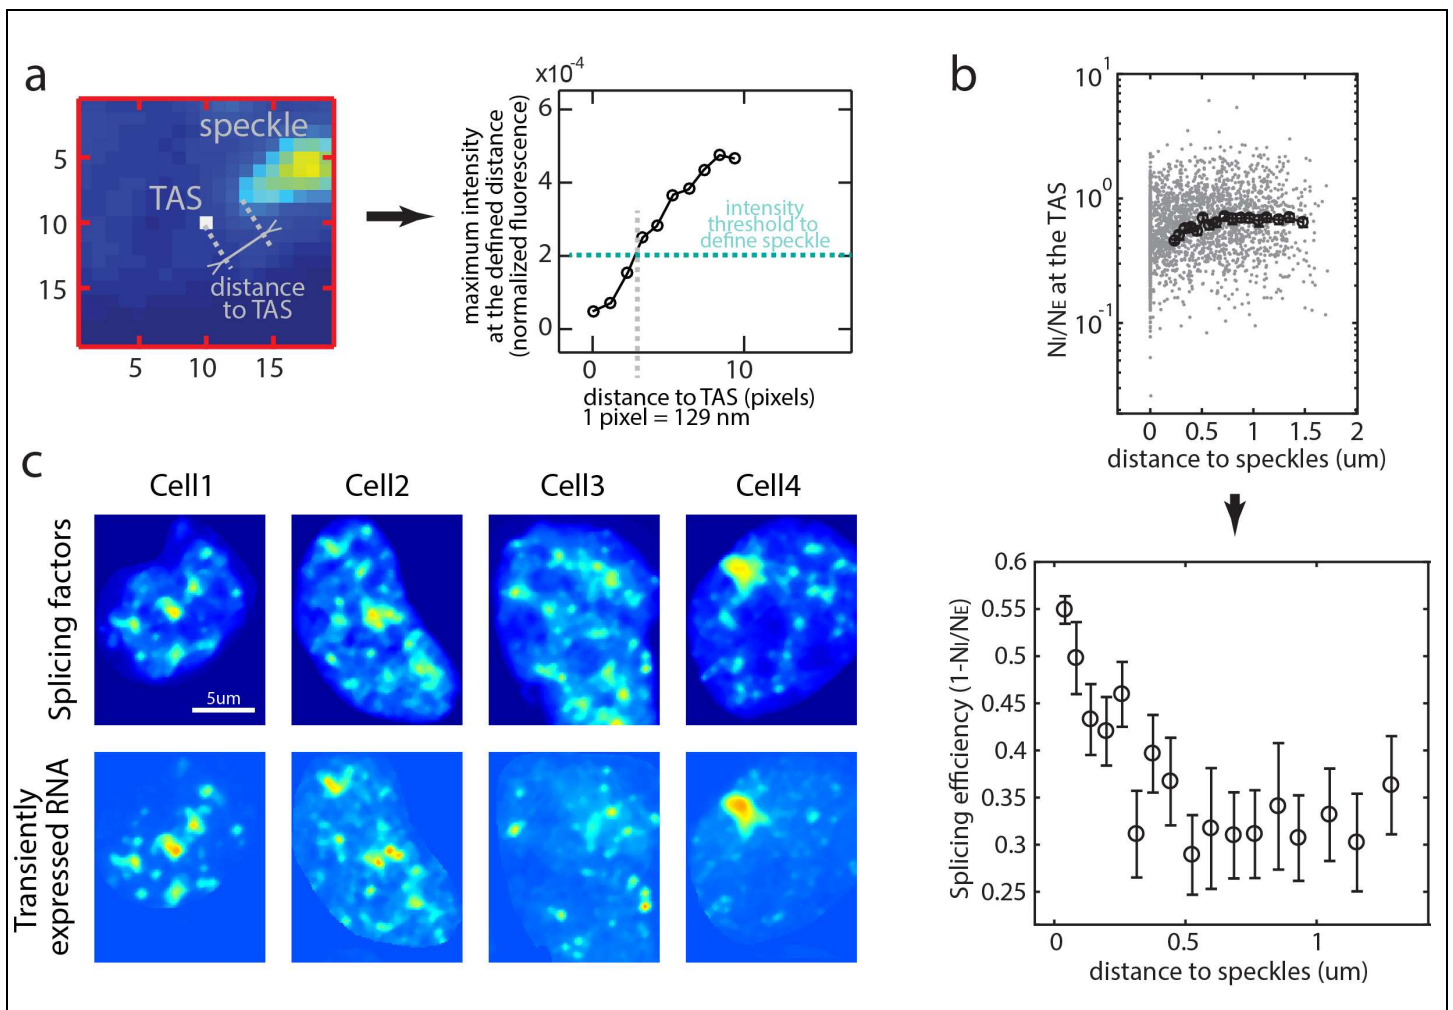 a
speckle
TAS
distance
to TAS
5
10
15
5
10
15
x10-4
maximum intensity
at the defined distance
(normalized fluorescence)
6
4
2
0
intensity
threshold to
define speckle
0
10
distance to TAS (pixels)
1 pixel = 129 nm
b
NI/NE at the TAS
10^1
10^0
10^-1
0
0.5
1
1.5
2
distance to speckles (um)
Splicing efficiency (1-NI/NE)
0.6
0.55
0.5
0.45
0.4
0.35
0.3
0.25
0
0.5
1
distance to speckles (um)
c
Cell1
Cell2
Cell3
Cell4
Splicing factors
5um
Transiently
expressed RNA